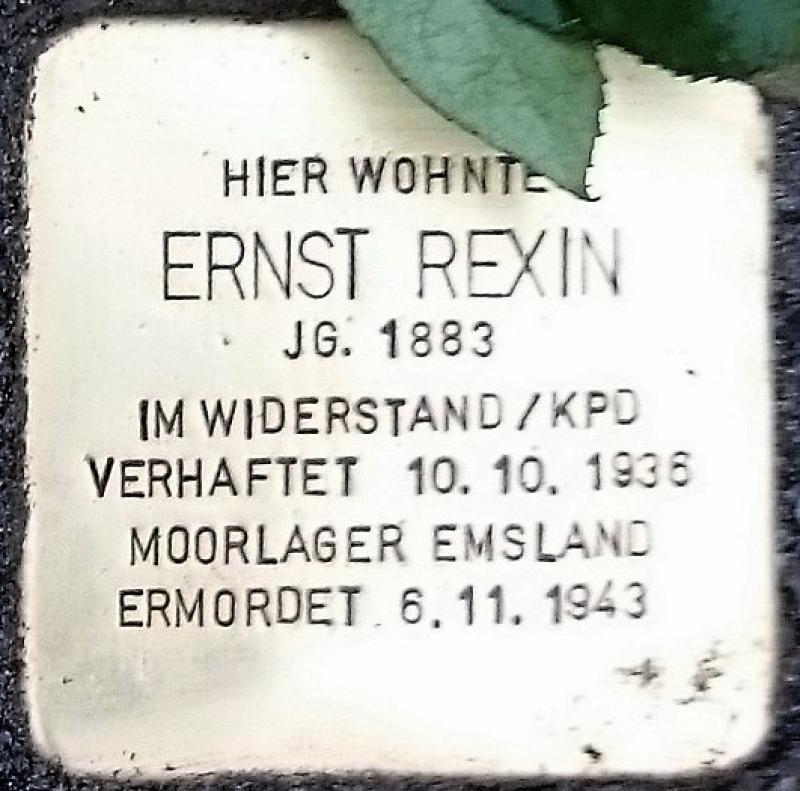 HIER WOHNTE
ERNST REXIN
JG. 1883
IM WIDERSTAND / KPD
VERHAFTET 10. 10. 1936
MOORLAGER EMSLAND
ERMORDET 6. 11. 1943